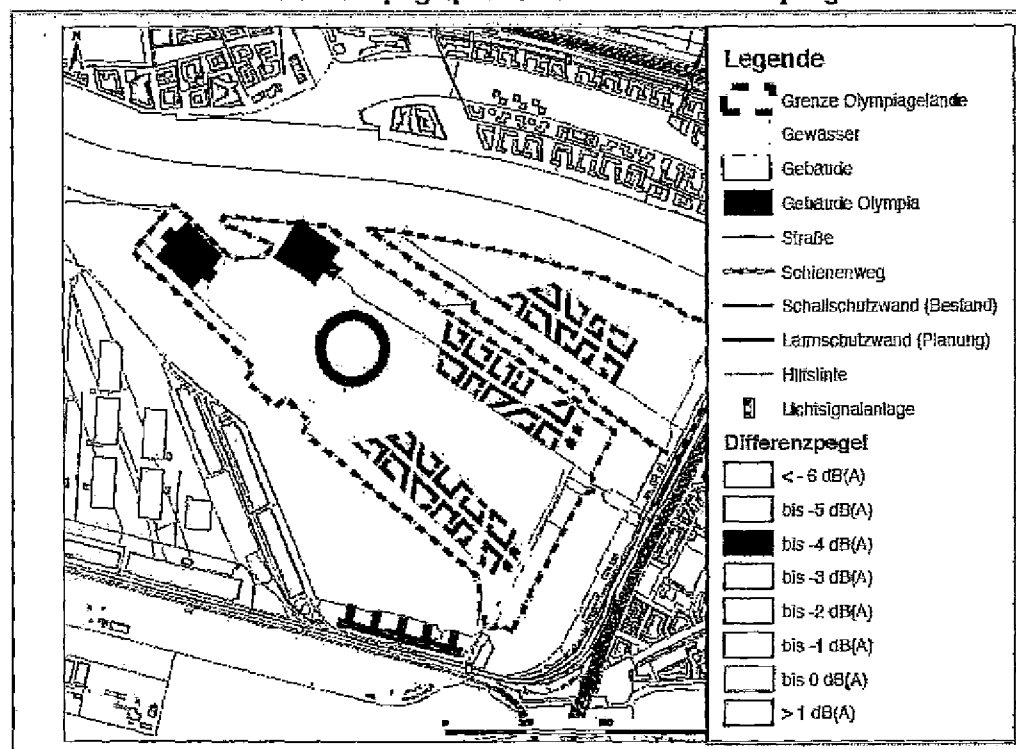 Legende
Grenze Olympiagelände
Gewässer
Gebäude
Gebäude Olympia
Straße
Schienenweg
Schallschutzwand (Bestand)
Lärmschutzwand (Planung)
Hilfslinie
Lichtsignalanlage
Differenzpegel
< - 6 dB(A)
bis -5 dB(A)
bis -4 dB(A)
bis -3 dB(A)
bis -2 dB(A)
bis -1 dB(A)
bis 0 dB(A)
> 1 dB(A)